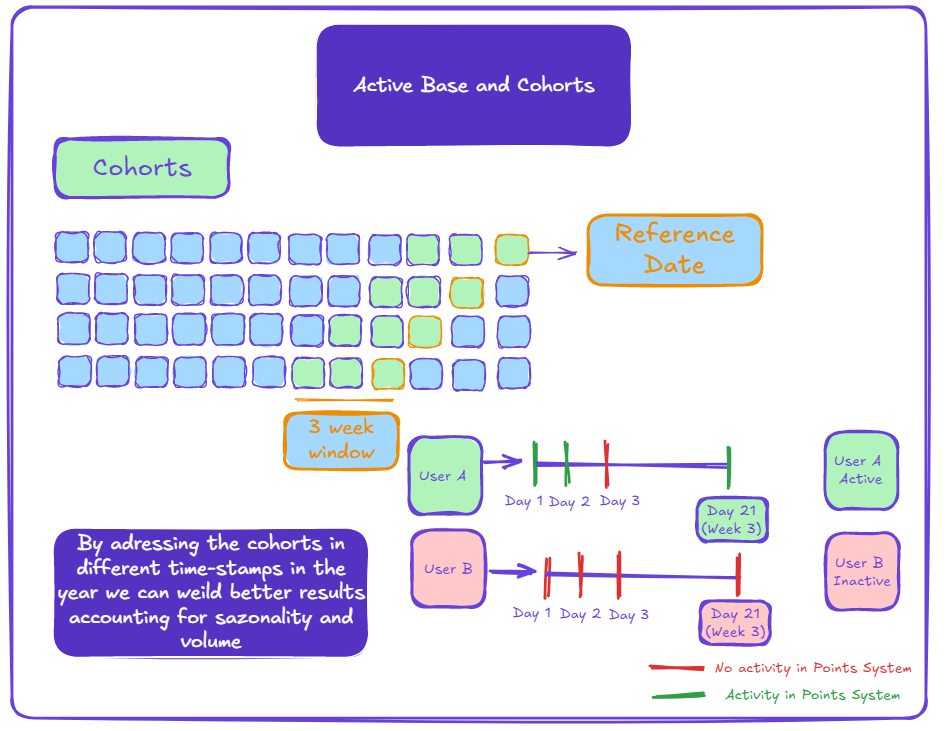 Active Base and Cohorts
Cohorts
Reference
Date
3 week
window
User A
Day 1 Day 2 Day 3
Day 21
(Week 3)
User A
Active
By adressing the cohorts in
different time-stamps in the
year we can weild better results
accounting for sazonality and
volume
User B
Day 1 Day 2 Day 3
Day 21
(Week 3)
User B
Inactive
No activity in Points System
Activity in Points System